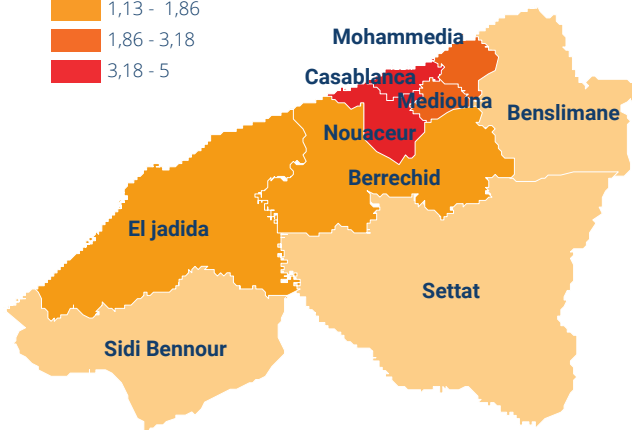 1,13 - 1,86
1,86 - 3,18
3,18 - 5
Mohammedia
Casablanca
Mediouna
Benslimane
Nouaceur
Berrechid
El jadida
Settat
Sidi Bennour